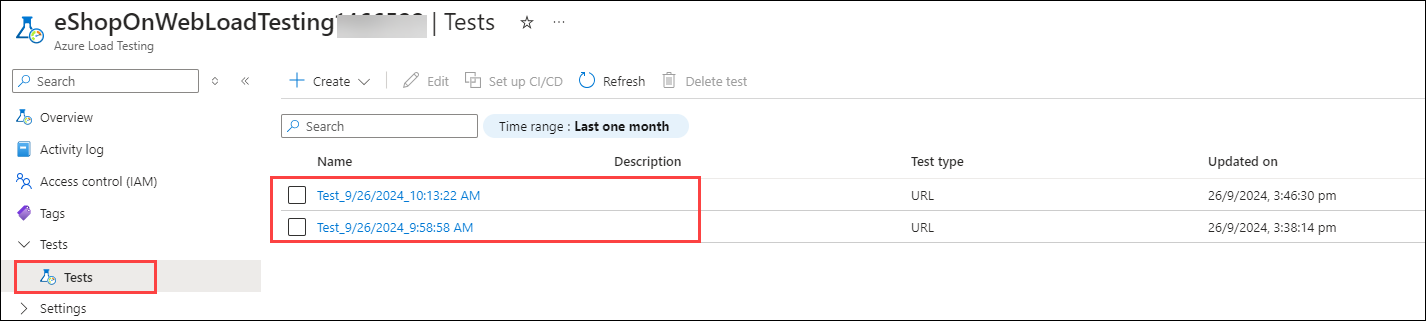 eShopOnWebLoadTesting | Tests
Azure Load Testing
Search
Create
Edit
Set up CI/CD
Refresh
Delete test
Overview
Activity log
Access control (IAM)
Tags
Tests
Tests
Settings
Search
Time range : Last one month
Name Description Test type Updated on
Test_9/26/2024_10:13:22 AM URL 26/9/2024, 3:46:30 pm
Test_9/26/2024_9:58:58 AM URL 26/9/2024, 3:38:14 pm